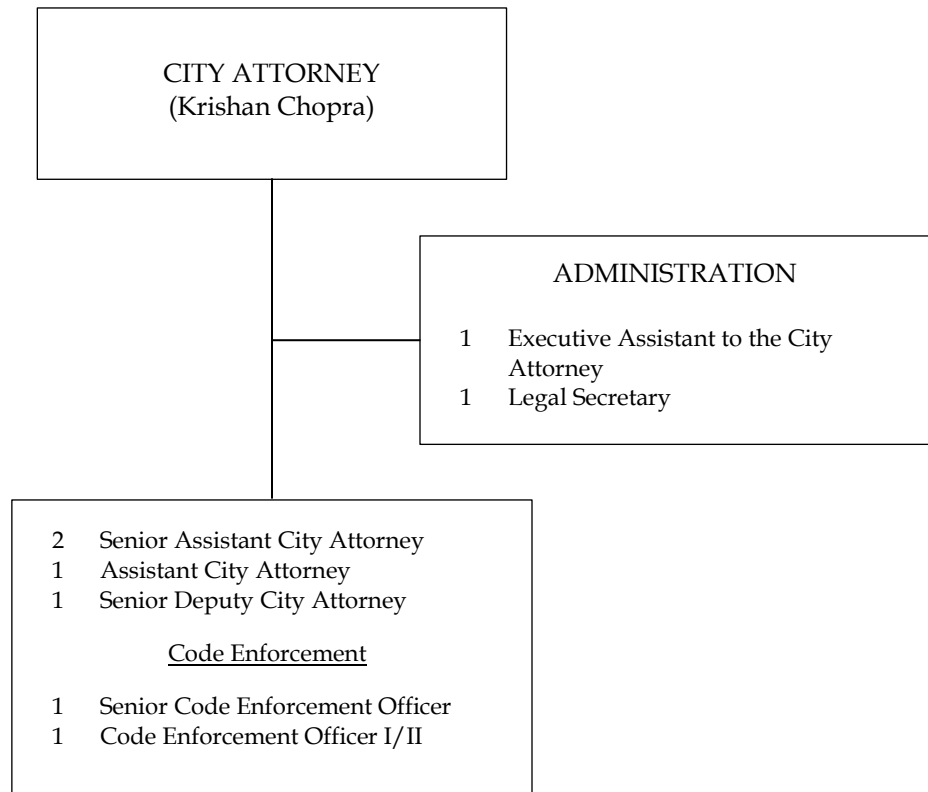 CITY ATTORNEY
(Krishan Chopra)
ADMINISTRATION
1 Executive Assistant to the City
Attorney
1 Legal Secretary
2 Senior Assistant City Attorney
1 Assistant City Attorney
1 Senior Deputy City Attorney
Code Enforcement
1 Senior Code Enforcement Officer
1 Code Enforcement Officer I/II